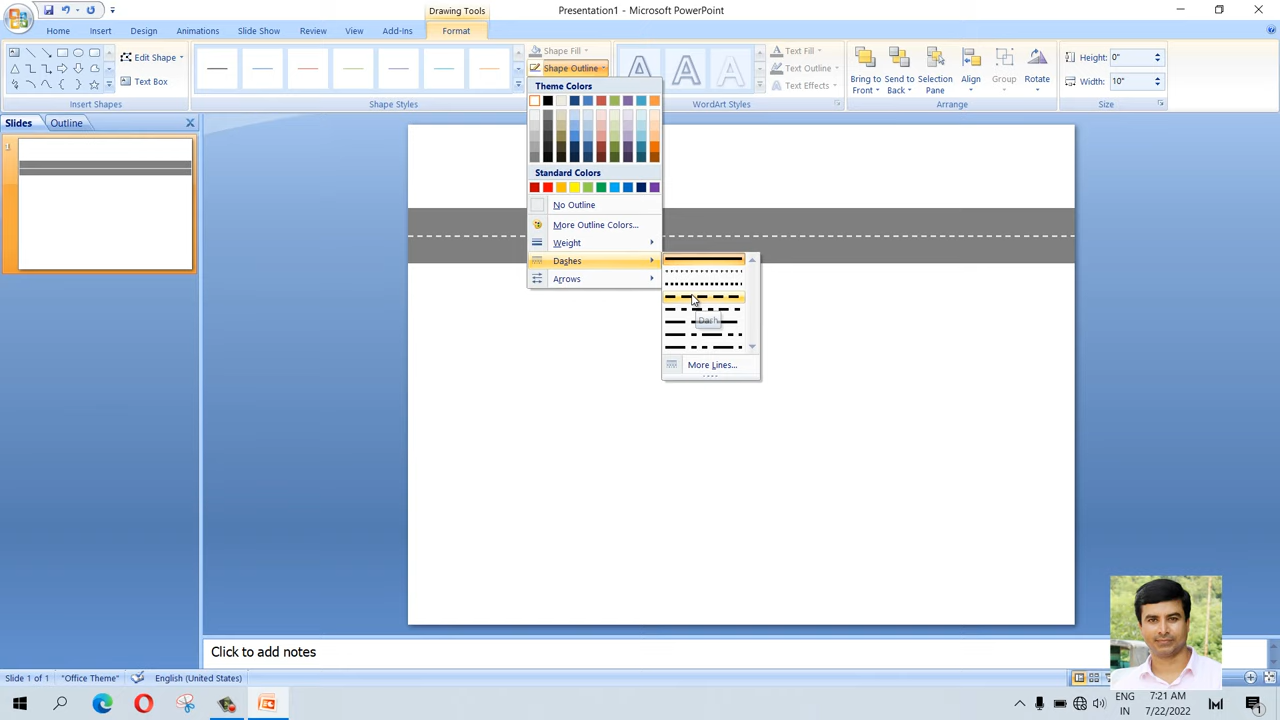 Drawing Tools
Presentation1 - Microsoft PowerPoint
Home Insert Design Animations Slide Show Review View Add-Ins Format
Edit Shape
Text Box
Insert Shapes
Shape Styles
Shape Fill
Shape Outline
Text Fill
Text Outline
Text Effects
WordArt Styles
Bring to Front
Send to Back
Selection Pane
Align
Group
Rotate
Arrange
Height: 0"
Width: 10"
Size
Slides Outline
1
Theme Colors
Standard Colors
No Outline
More Outline Colors...
Weight
Dashes
Arrows
Dash
More Lines...
Click to add notes
Slide 1 of 1 "Office Theme" English (United States)
ENG
IN
7:21 AM
7/22/2022
1